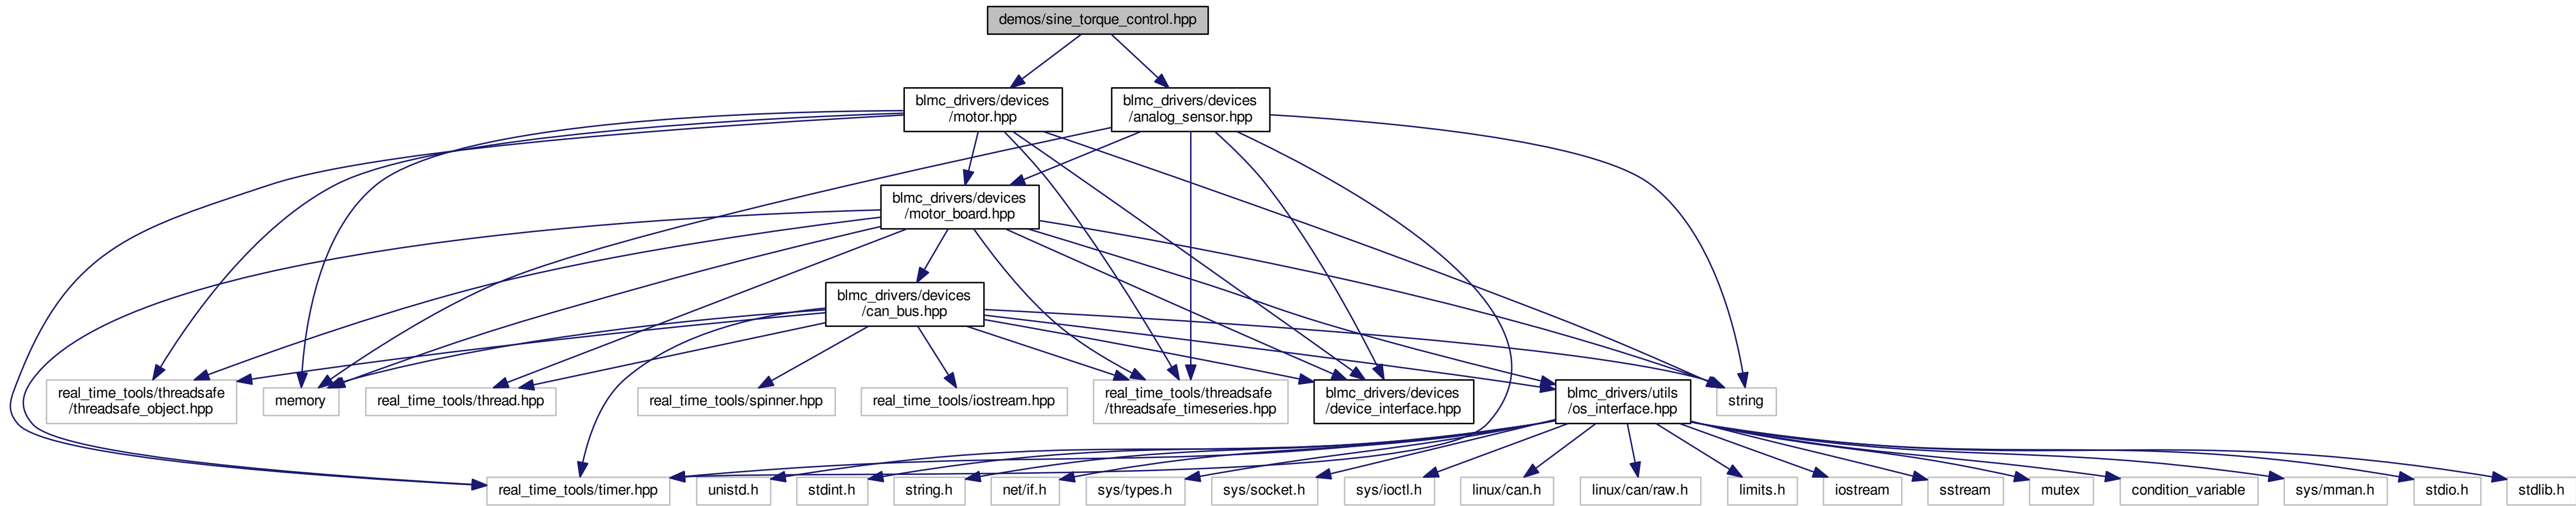 demos/sine_torque_control.hpp
blmc_drivers/devices
/motor.hpp
blmc_drivers/devices
/analog_sensor.hpp
blmc_drivers/devices
/motor_board.hpp
blmc_drivers/devices
/can_bus.hpp
real_time_tools/threadsafe
/threadsafe_object.hpp
memory
real_time_tools/thread.hpp
real_time_tools/spinner.hpp
real_time_tools/iostream.hpp
real_time_tools/threadsafe
/threadsafe_timeseries.hpp
blmc_drivers/devices
/device_interface.hpp
blmc_drivers/utils
/os_interface.hpp
string
real_time_tools/timer.hpp
unistd.h
stdint.h
string.h
net/if.h
sys/types.h
sys/socket.h
sys/ioctl.h
linux/can.h
linux/can/raw.h
limits.h
iostream
sstream
mutex
condition_variable
sys/mman.h
stdio.h
stdlib.h